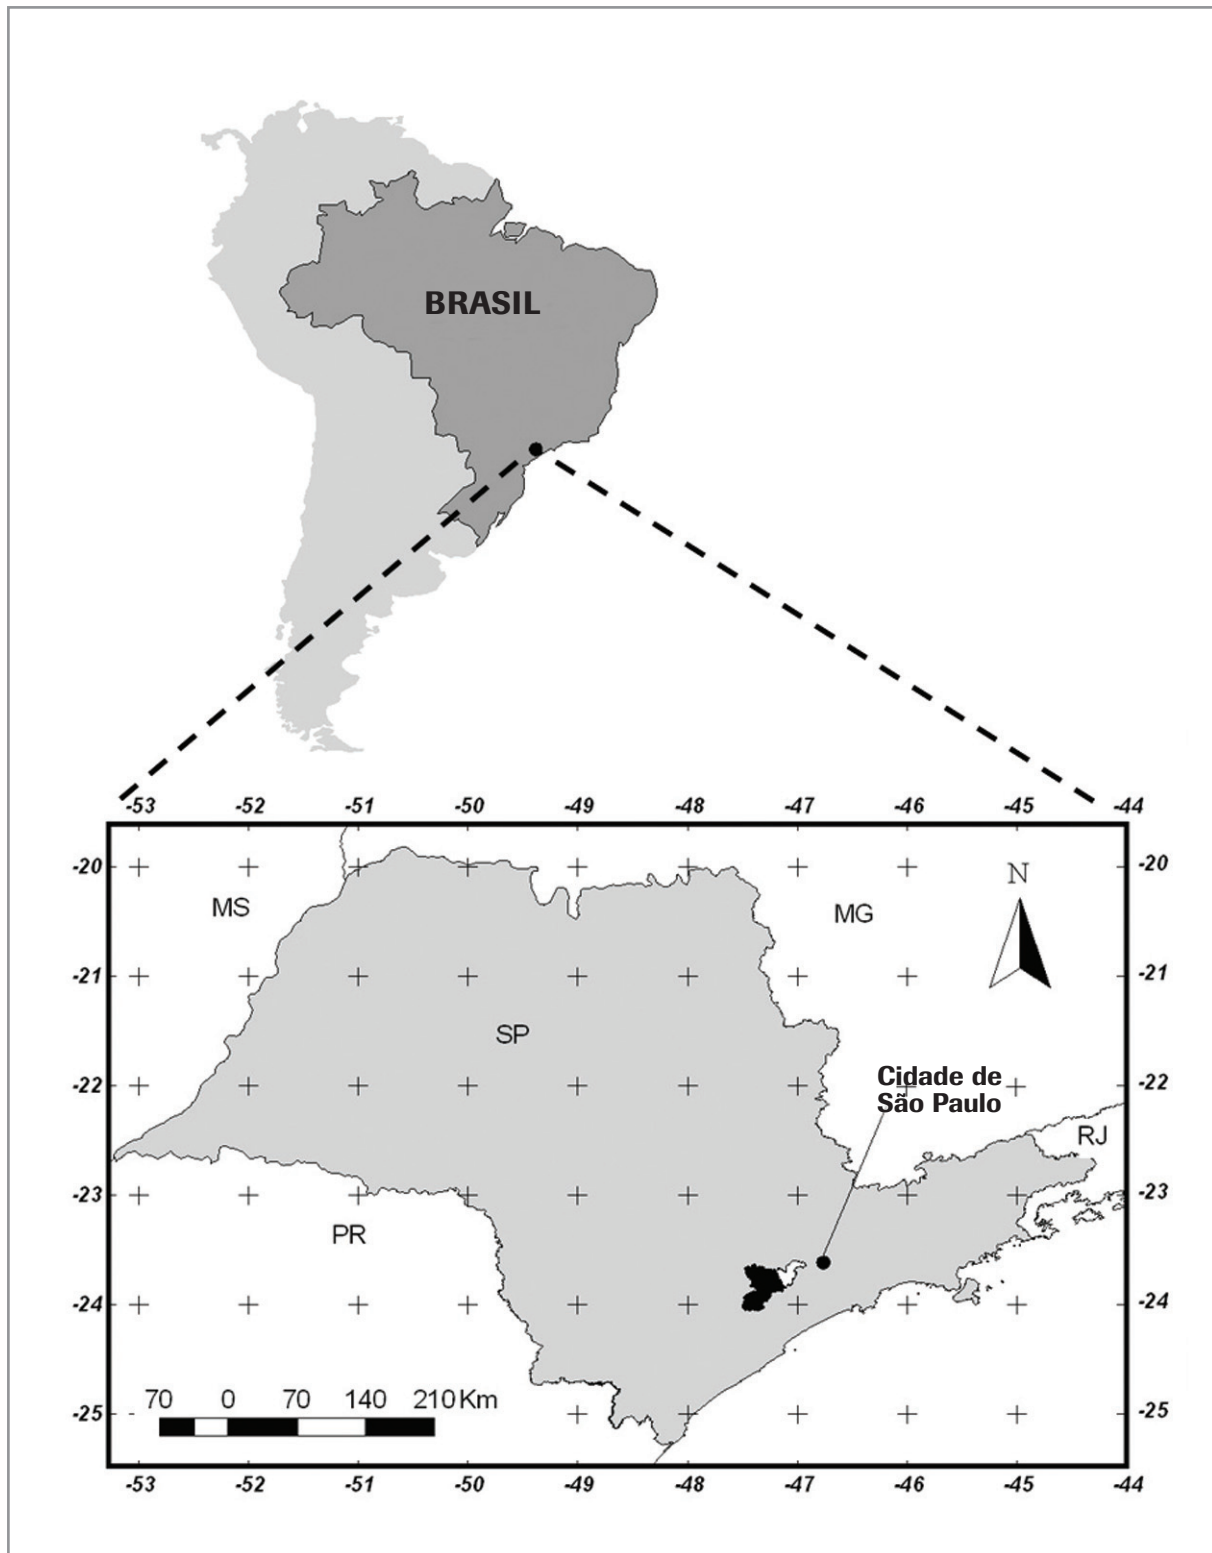 BRASIL
-53 -52 -51 -50 -49 -48 -47 -46 -45 -44
-20 -20
N
MS MG
-21 -21
SP
-22 -22
Cidade de
São Paulo
RJ
-23 -23
PR
-24 -24
70 0 70 140 210 Km
-25 -25
-53 -52 -51 -50 -49 -48 -47 -46 -45 -44